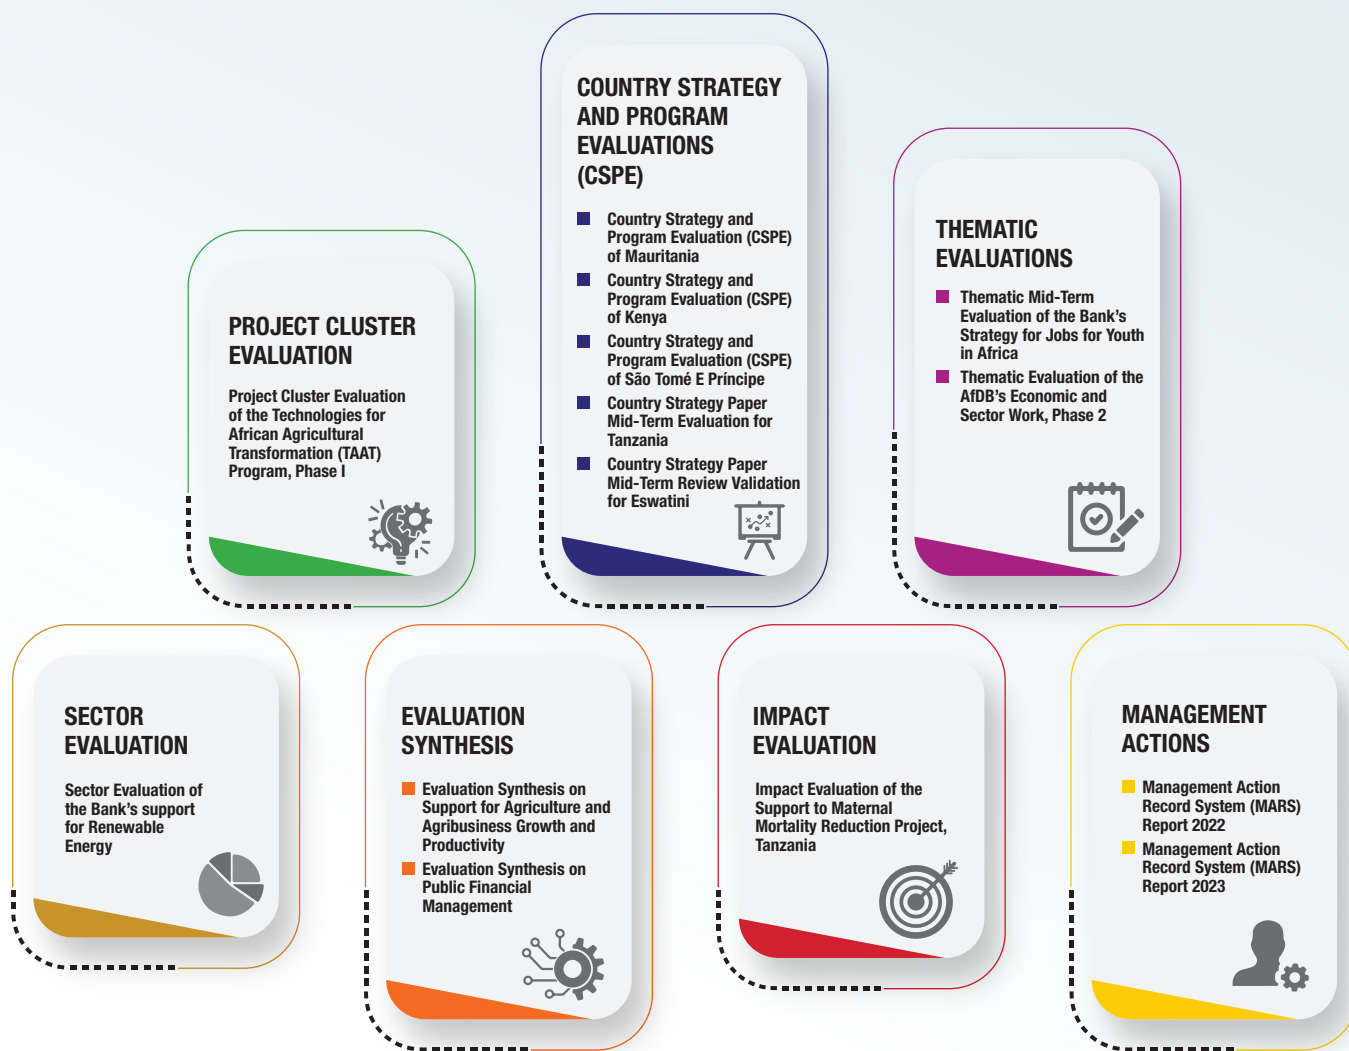 PROJECT CLUSTER
EVALUATION
Project Cluster Evaluation
of the Technologies for
African Agricultural
Transformation (TAAT)
Program, Phase I
COUNTRY STRATEGY
AND PROGRAM
EVALUATIONS
(CSPE)
Country Strategy and
Program Evaluation (CSPE)
of Mauritania
Country Strategy and
Program Evaluation (CSPE)
of Kenya
Country Strategy and
Program Evaluation (CSPE)
of São Tomé E Príncipe
Country Strategy Paper
Mid-Term Evaluation for
Tanzania
Country Strategy Paper
Mid-Term Review Validation
for Eswatini
THEMATIC
EVALUATIONS
Thematic Mid-Term
Evaluation of the Bank’s
Strategy for Jobs for Youth
in Africa
Thematic Evaluation of the
AfDB’s Economic and
Sector Work, Phase 2
SECTOR
EVALUATION
Sector Evaluation of
the Bank’s support
for Renewable
Energy
EVALUATION
SYNTHESIS
Evaluation Synthesis on
Support for Agriculture and
Agribusiness Growth and
Productivity
Evaluation Synthesis on
Public Financial
Management
IMPACT
EVALUATION
Impact Evaluation of the
Support to Maternal
Mortality Reduction Project,
Tanzania
MANAGEMENT
ACTIONS
Management Action
Record System (MARS)
Report 2022
Management Action
Record System (MARS)
Report 2023